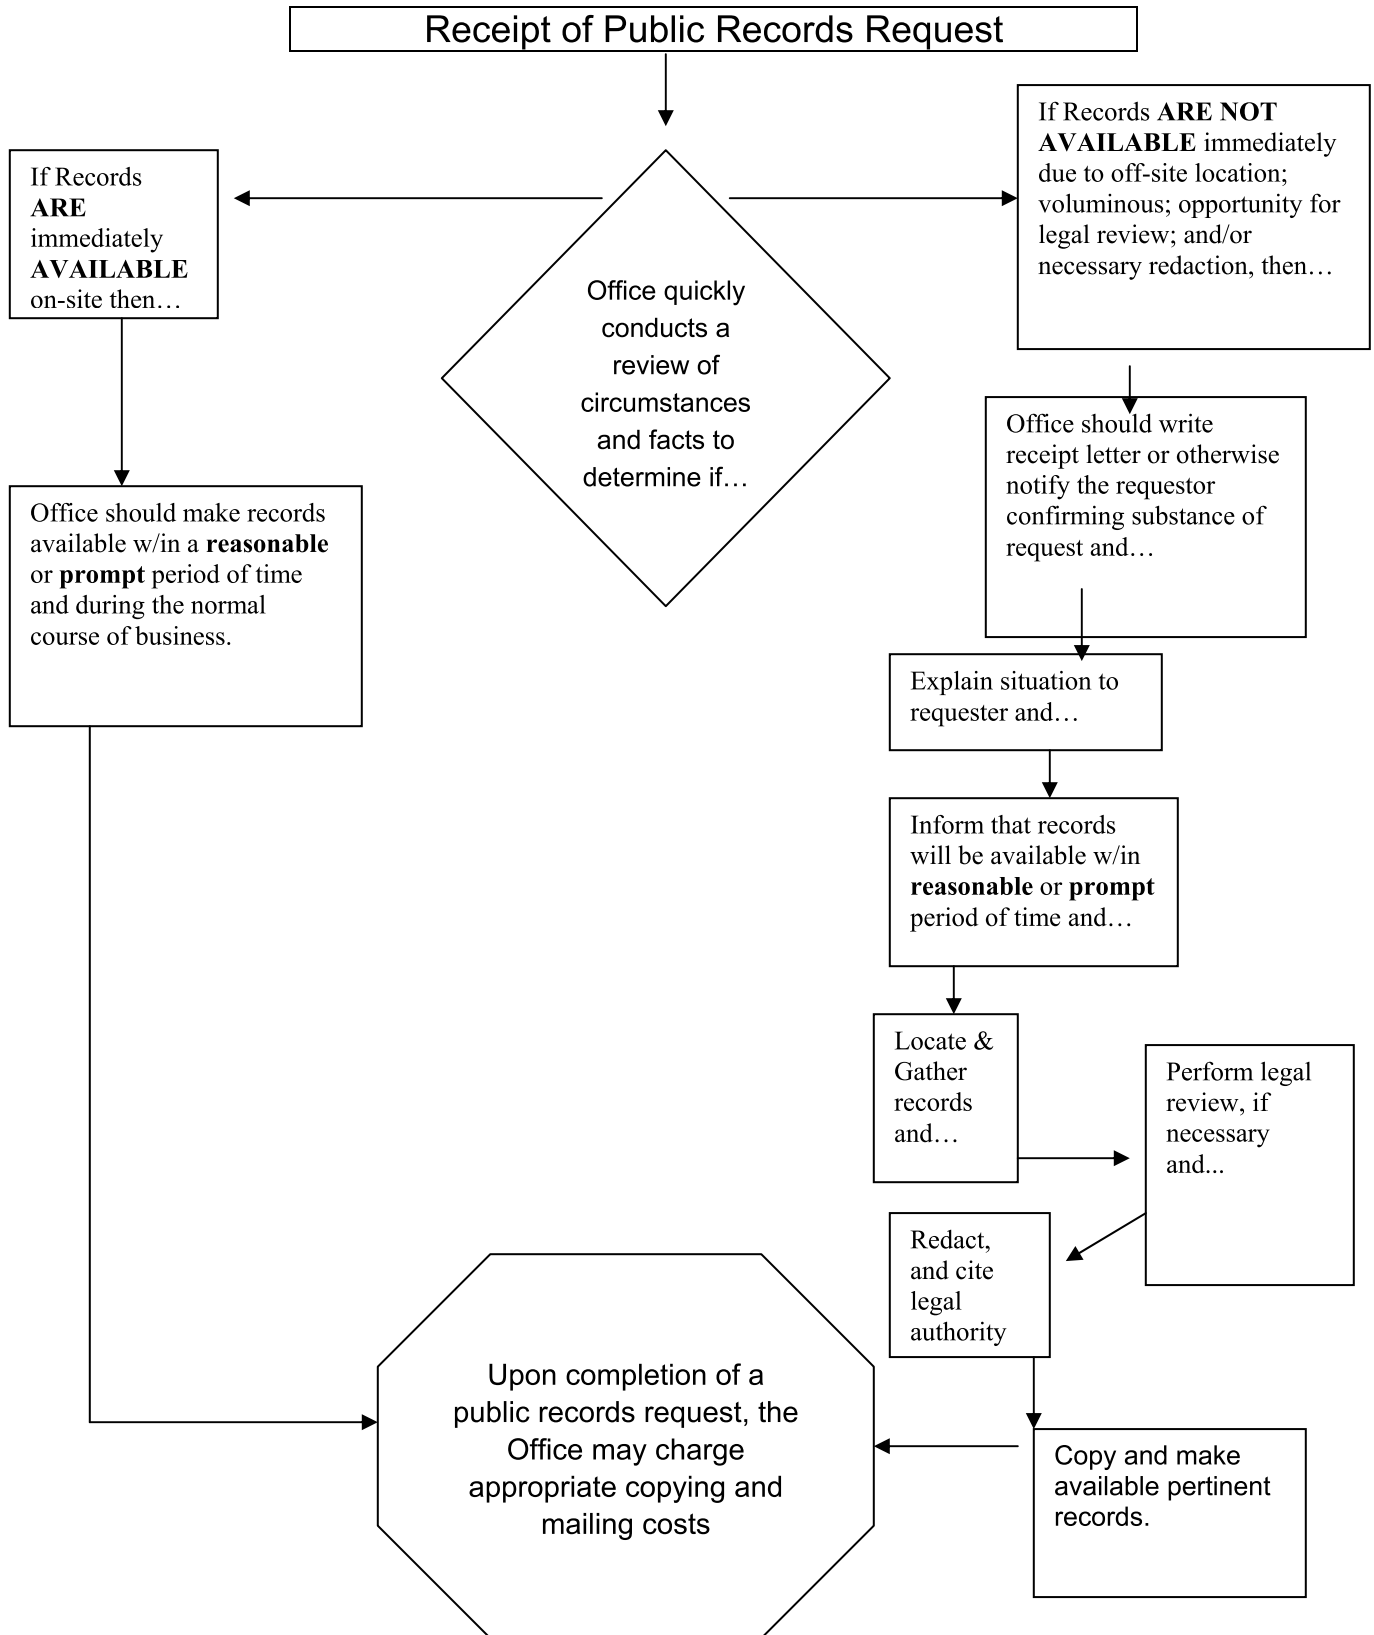 Receipt of Public Records Request
If Records
ARE
immediately
AVAILABLE
on-site then…
Office quickly
conducts a
review of
circumstances
and facts to
determine if…
If Records ARE NOT
AVAILABLE immediately
due to off-site location;
voluminous; opportunity for
legal review; and/or
necessary redaction, then…
Office should make records
available w/in a reasonable
or prompt period of time
and during the normal
course of business.
Office should write
receipt letter or otherwise
notify the requestor
confirming substance of
request and…
Explain situation to
requester and…
Inform that records
will be available w/in
reasonable or prompt
period of time and…
Locate &
Gather
records
and…
Perform legal
review, if
necessary
and...
Redact,
and cite
legal
authority
Copy and make
available pertinent
records.
Upon completion of a
public records request, the
Office may charge
appropriate copying and
mailing costs